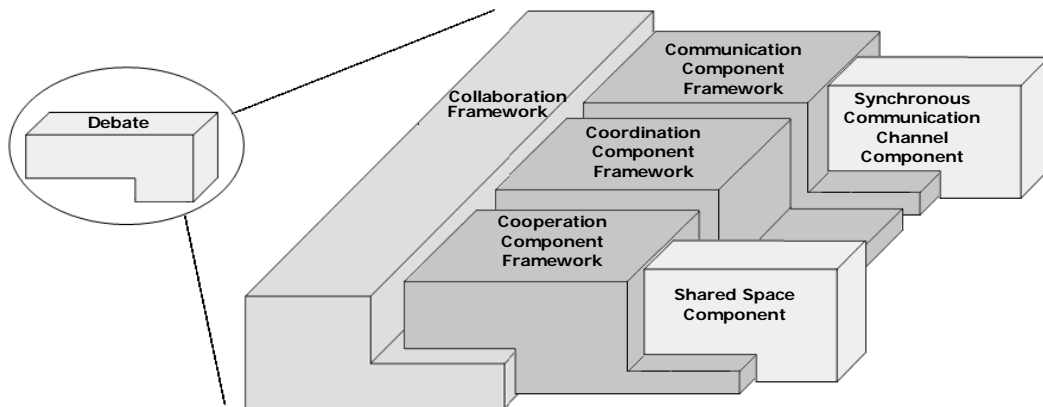 Debate
Collaboration
Framework
Communication
Component
Framework
Synchronous
Communication
Channel
Component
Coordination
Component
Framework
Cooperation
Component
Framework
Shared Space
Component